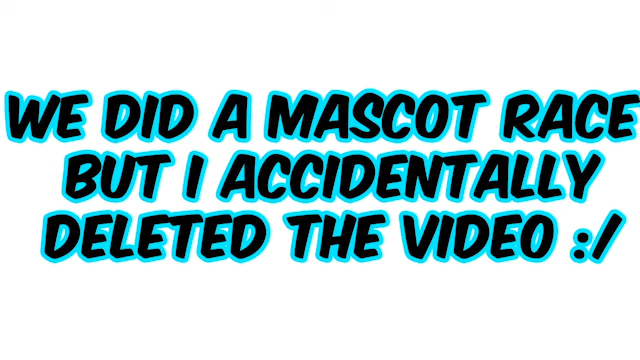 WE DID A MASCOT RACE
BUT I ACCIDENTALLY
DELETED THE VIDEO :/